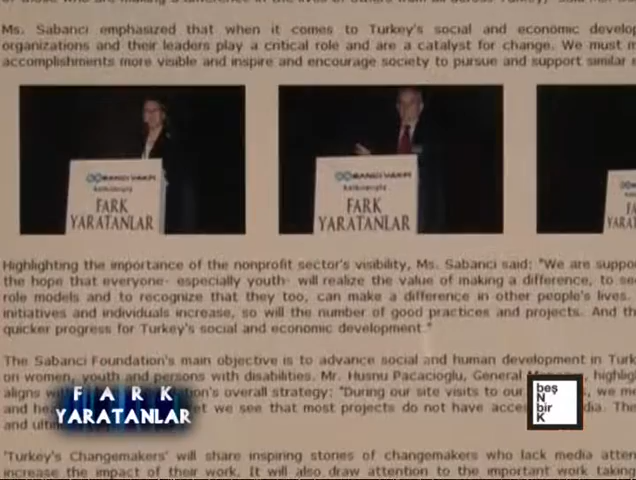 Ms. Sabanci emphasized that when it comes to Turkey's social and economic develop
organizations and their leaders play a critical role and are a catalyst for change. We must m
accomplishments more visible and inspire and encourage society to pursue and support similar
SABANCI VAKFI
FARK
YARATANLAR
SABANCI VAKFI
FARK
YARATANLAR
YARATA
Highlighting the importance of the nonprofit sector's visibility, Ms. Sabanci said: "We are suppo
the hope that everyone- especially youth- will realize the value of making a difference, to se
role models and to recognize that they too, can make a difference in other people's lives.
initiatives and individuals increase, so will the number of good practices and projects. And th
quicker progress for Turkey's social and economic development."
The Sabanci Foundation's main objective is to advance social and human development in Turk
on women, youth and persons with disabilities. Mr. Husnu Pacacioglu, General highlig
aligns overall strategy: "During our site visits to our we me
and we see that most projects do not have The
and
FARK
YARATANLAR
beş
N
bir
K
'Turkey's Changemakers' will share inspiring stories of changemakers who lack media atten
increase the impact of their work. It will also draw attention to the important work taking